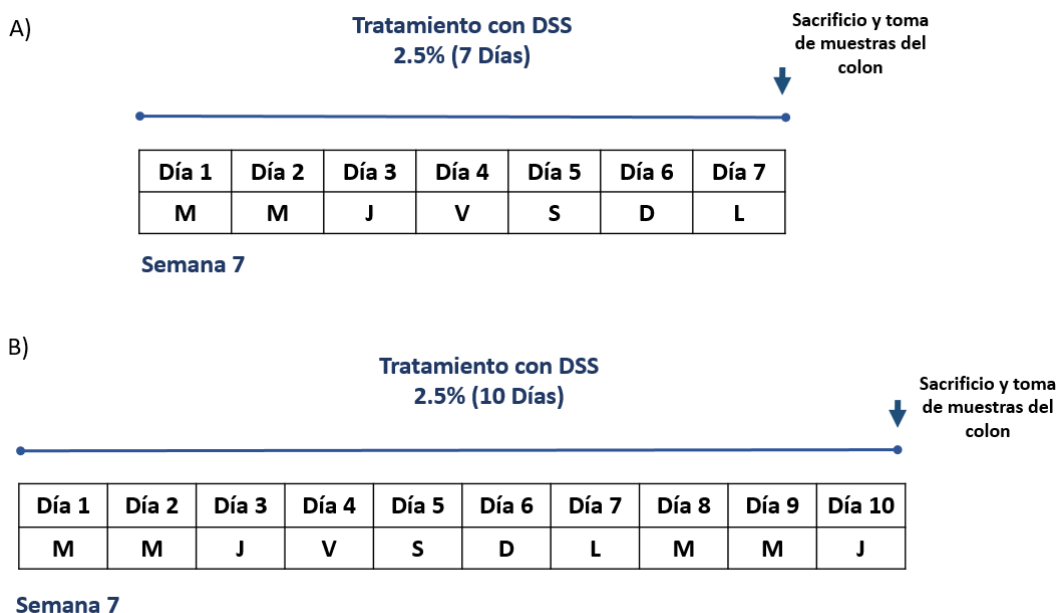 A)
Tratamiento con DSS
2.5% (7 Días)
Sacrificio y toma
de muestras del
colon
Día 1 Día 2 Día 3 Día 4 Día 5 Día 6 Día 7
M M J V S D L
Semana 7
B)
Tratamiento con DSS
2.5% (10 Días)
Sacrificio y toma
de muestras del
colon
Día 1 Día 2 Día 3 Día 4 Día 5 Día 6 Día 7 Día 8 Día 9 Día 10
M M J V S D L M M J
Semana 7